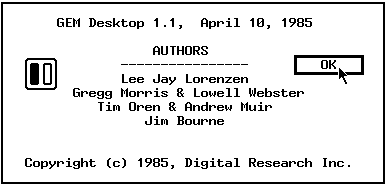 GEM Desktop 1.1, April 10, 1985
AUTHORS
----------------
OK
Lee Jay Lorenzen
Gregg Morris & Lowell Webster
Tim Oren & Andrew Muir
Jim Bourne
Copyright (c) 1985, Digital Research Inc.